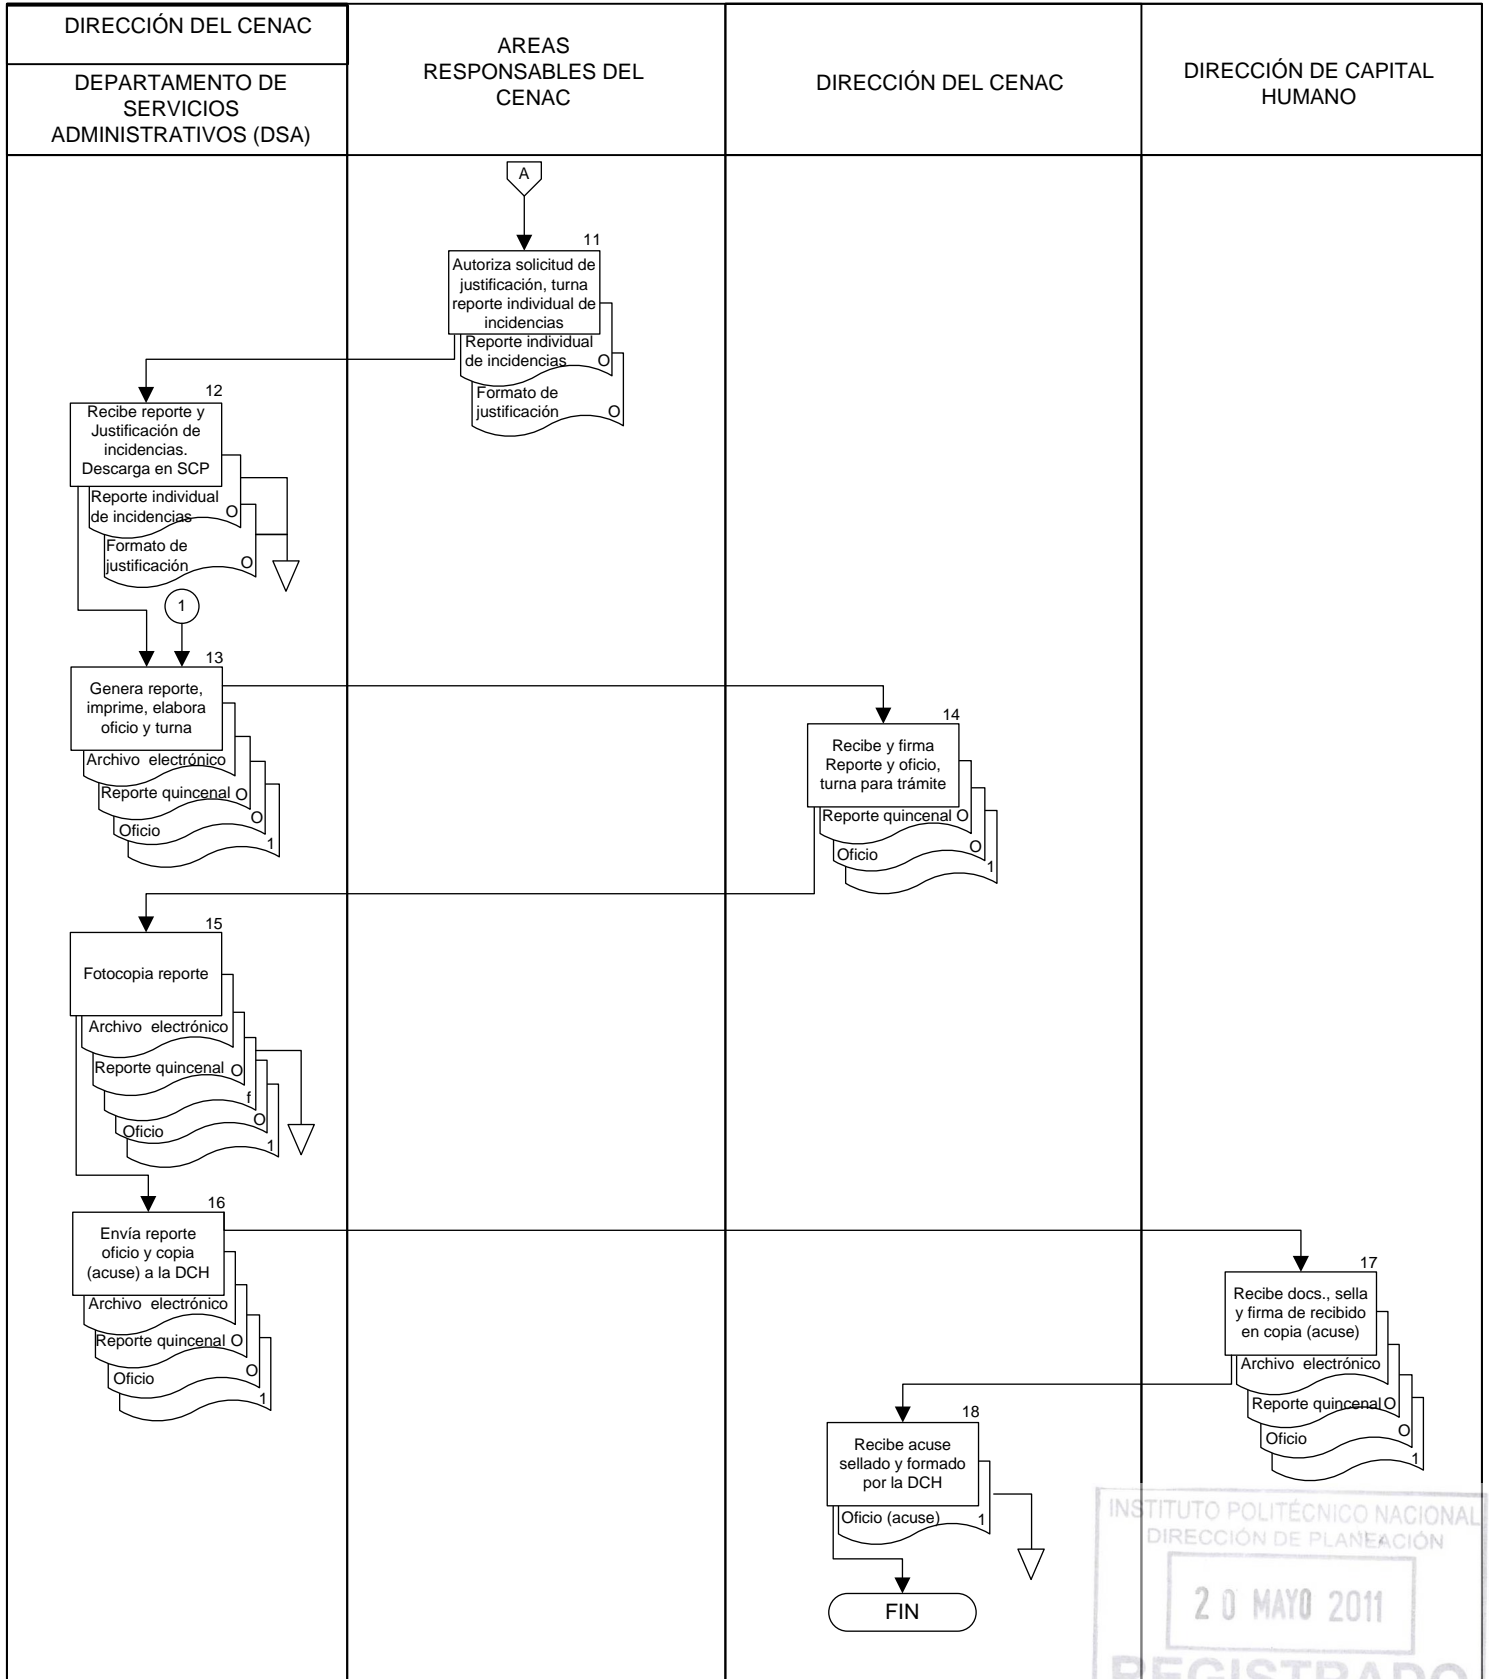 DIRECCIÓN DEL CENAC
DEPARTAMENTO DE
SERVICIOS
ADMINISTRATIVOS (DSA)
AREAS
RESPONSABLES DEL
CENAC
DIRECCIÓN DEL CENAC
DIRECCIÓN DE CAPITAL
HUMANO
A
11
Autoriza solicitud de
justificación, turna
reporte individual de
incidencias
Reporte individual
de incidencias
O
Formato de
justificación
O
12
Recibe reporte y
Justificación de
incidencias.
Descarga en SCP
Reporte individual
de incidencias
O
Formato de
justificación
O
1
13
Genera reporte,
imprime, elabora
oficio y turna
Archivo electrónico
Reporte quincenal O
O
Oficio
1
14
Recibe y firma
Reporte y oficio,
turna para trámite
Reporte quincenal O
O
Oficio
1
15
Fotocopia reporte
Archivo electrónico
Reporte quincenal O
f
O
Oficio
1
16
Envía reporte
oficio y copia
(acuse) a la DCH
Archivo electrónico
Reporte quincenal O
O
Oficio
1
17
Recibe docs., sella
y firma de recibido
en copia (acuse)
Archivo electrónico
Reporte quincenal O
O
Oficio
1
18
Recibe acuse
sellado y formado
por la DCH
Oficio (acuse)
1
FIN
INSTITUTO POLITÉCNICO NACIONAL
DIRECCIÓN DE PLANEACIÓN
20 MAYO 2011
REGISTRADO